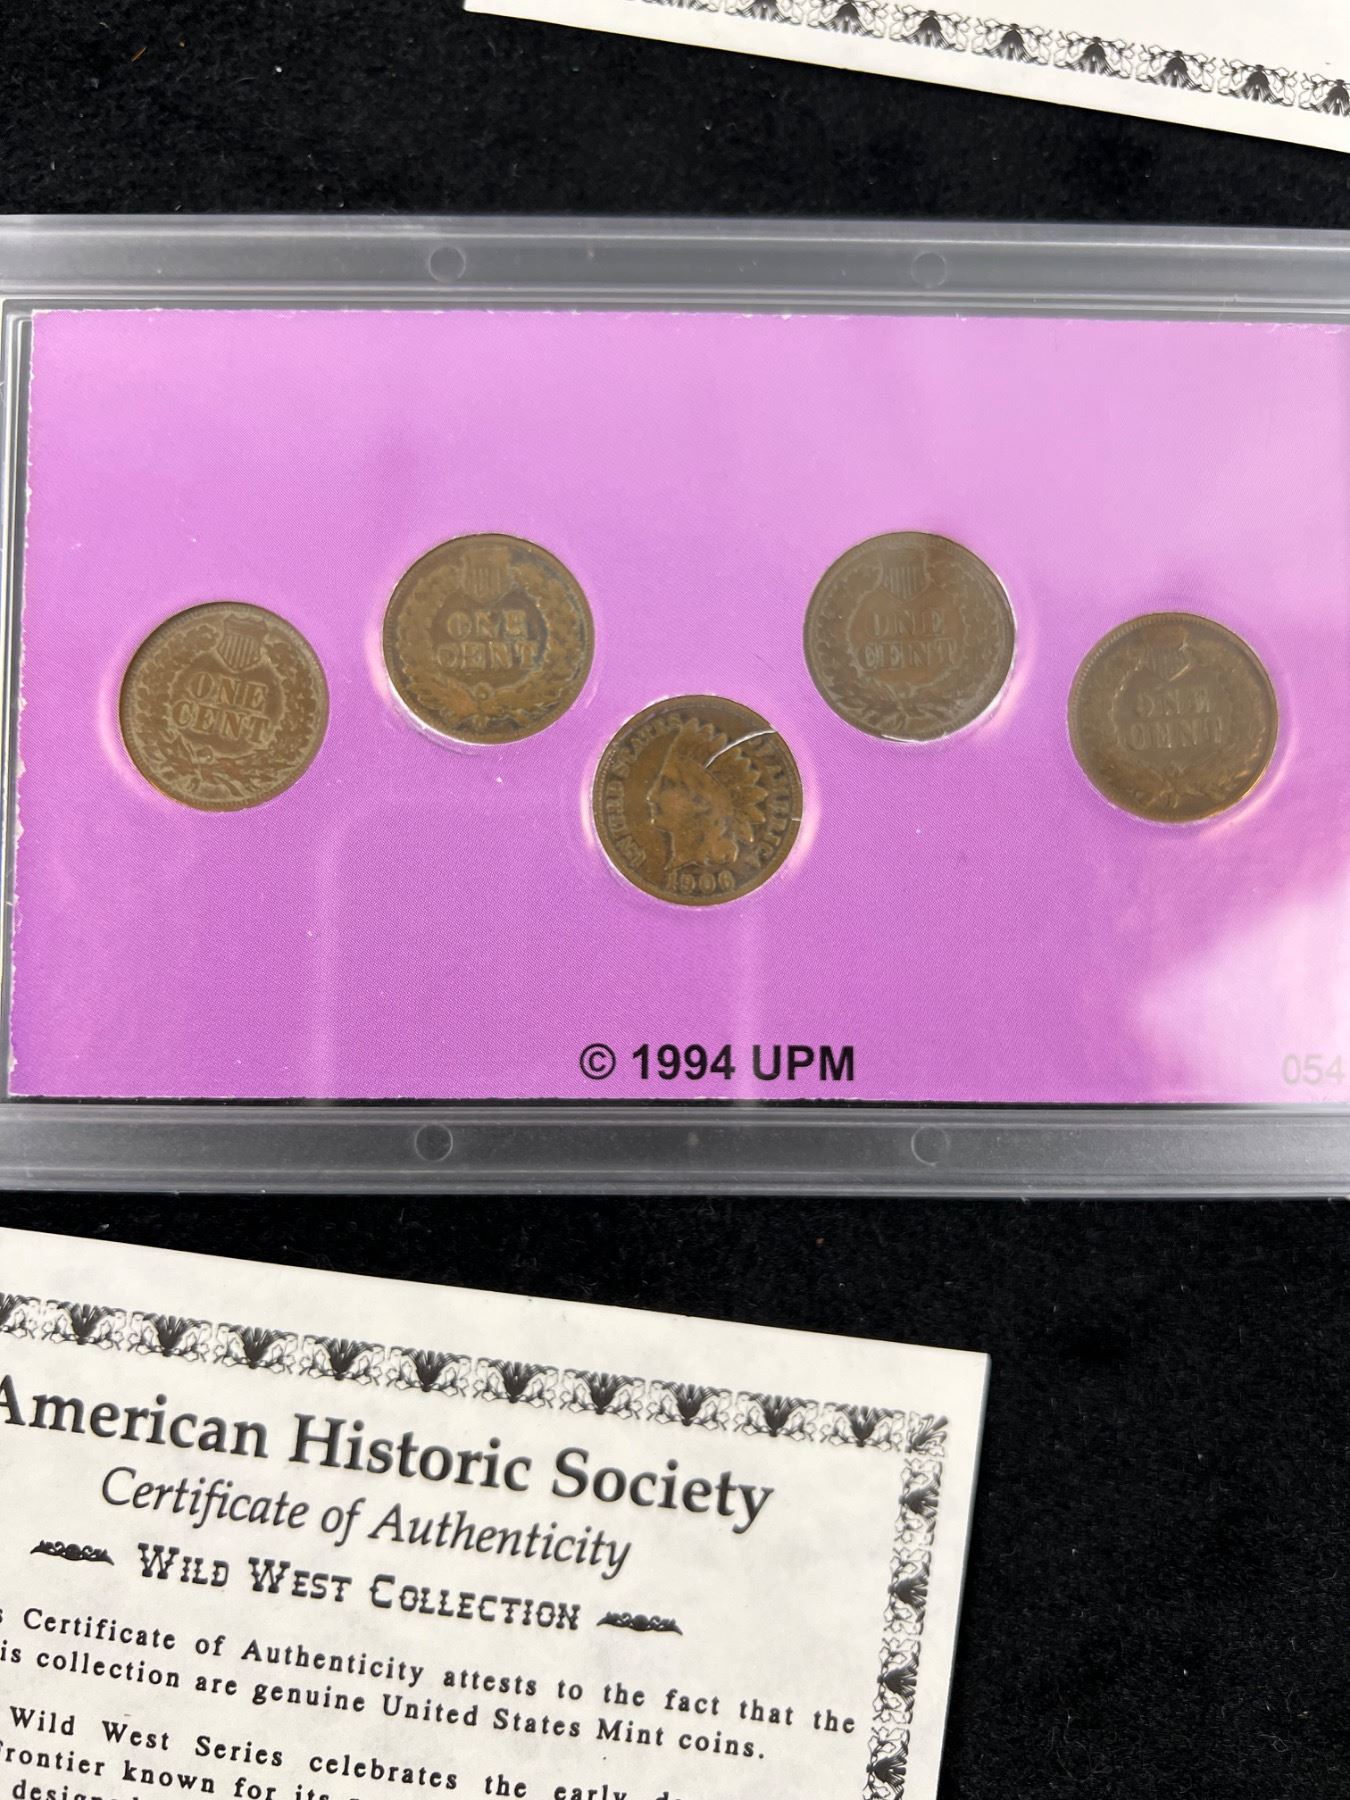 ONE
CENT
ONE
CENT
ONE
CENT
ONE
CENT
UNITED STATES OF AMERICA
1906
© 1994 UPM
054
American Historic Society
Certificate of Authenticity
WILD WEST COLLECTION
Certificate of Authenticity attests to the fact that the
is collection are genuine United States Mint coins.
Wild West Series celebrates the early
frontier known for its